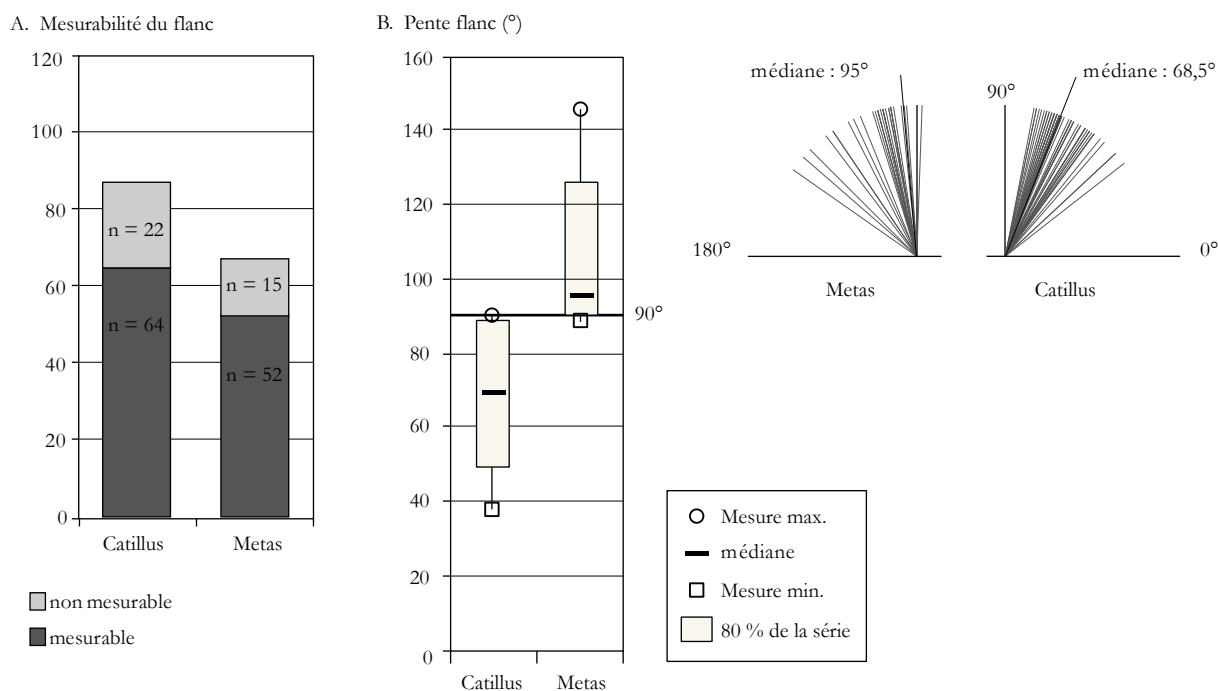 A. Mesurabilité du flanc
120
100
80
60
40
20
0
n = 22
n = 64
n = 15
n = 52
Catillus
Metas
non mesurable
mesurable
B. Pente flanc (°)
160
140
120
100
80
60
40
20
0
90°
Catillus
Metas
médiane : 95°
180°
Metas
médiane : 68,5°
90°
0°
Catillus
Mesure max.
médiane
Mesure min.
80 % de la série